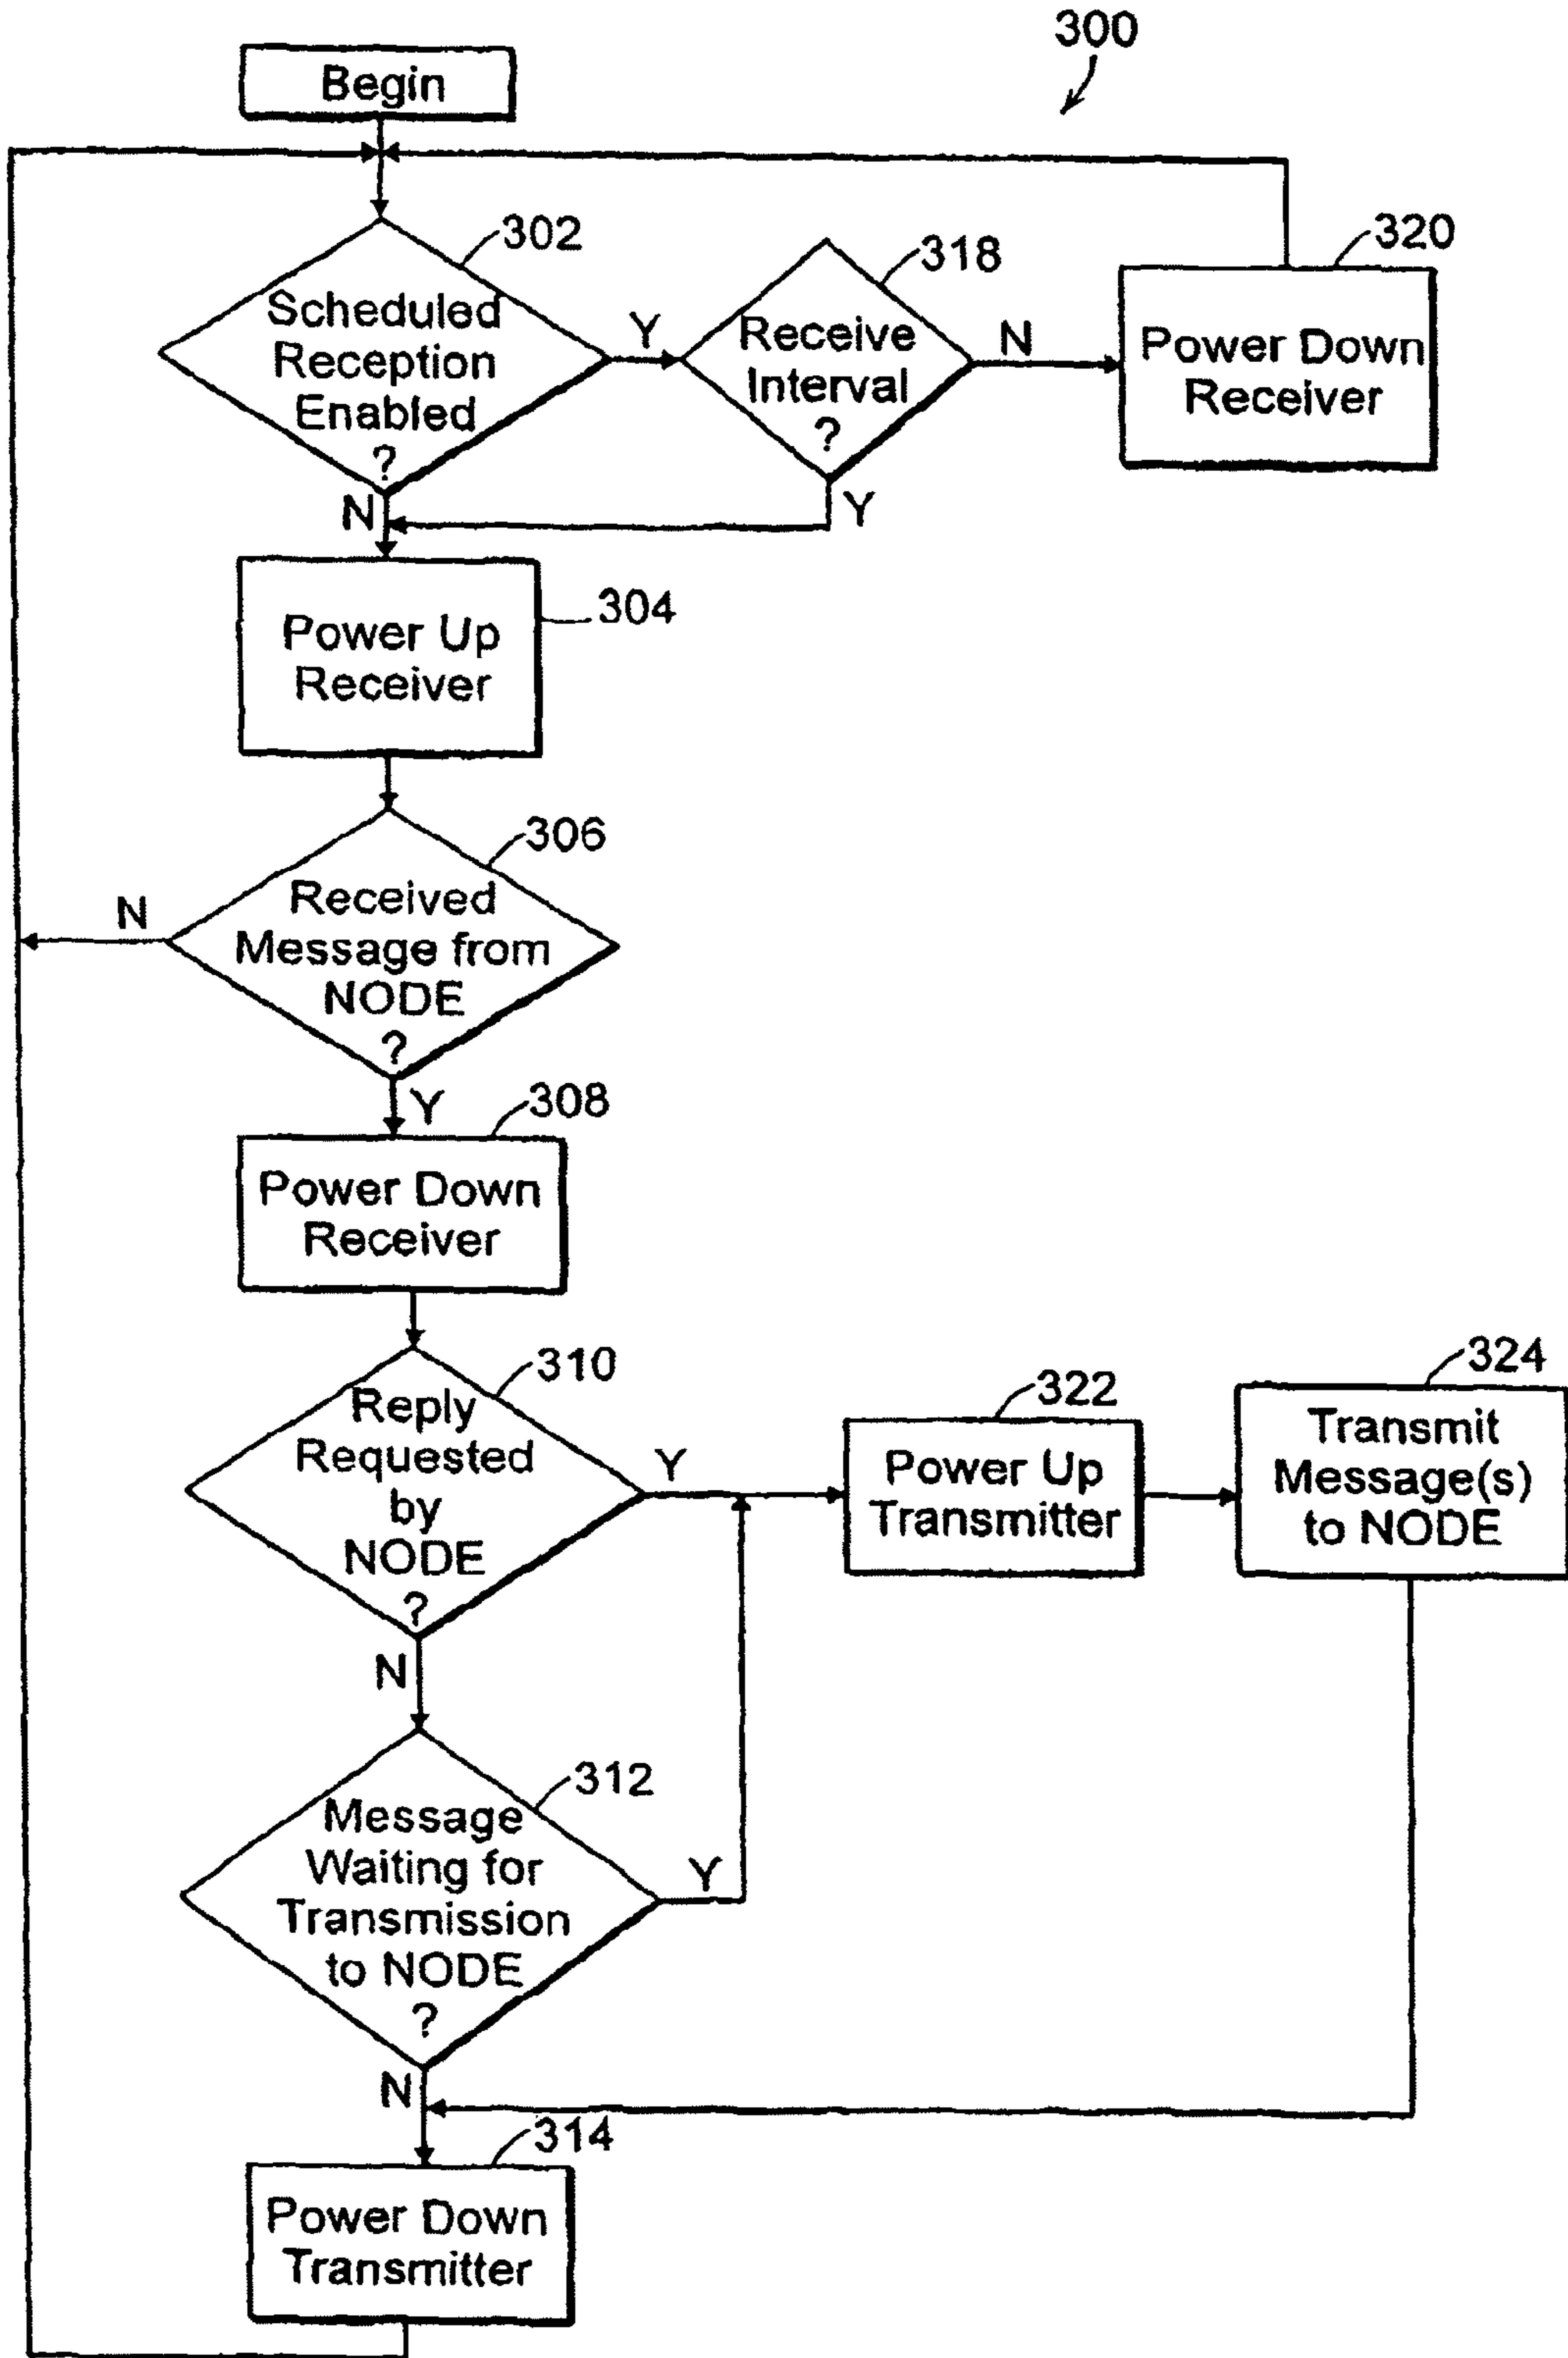 300
Begin
302
Scheduled
Reception
Enabled
?
Y
N
318
Receive
Interval
?
N
Y
320
Power Down
Receiver
304
Power Up
Receiver
306
Received
Message from
NODE
?
N
Y
308
Power Down
Receiver
310
Reply
Requested
by
NODE
?
Y
N
322
Power Up
Transmitter
324
Transmit
Message(s)
to NODE
312
Message
Waiting for
Transmission
to NODE
?
Y
N
314
Power Down
Transmitter